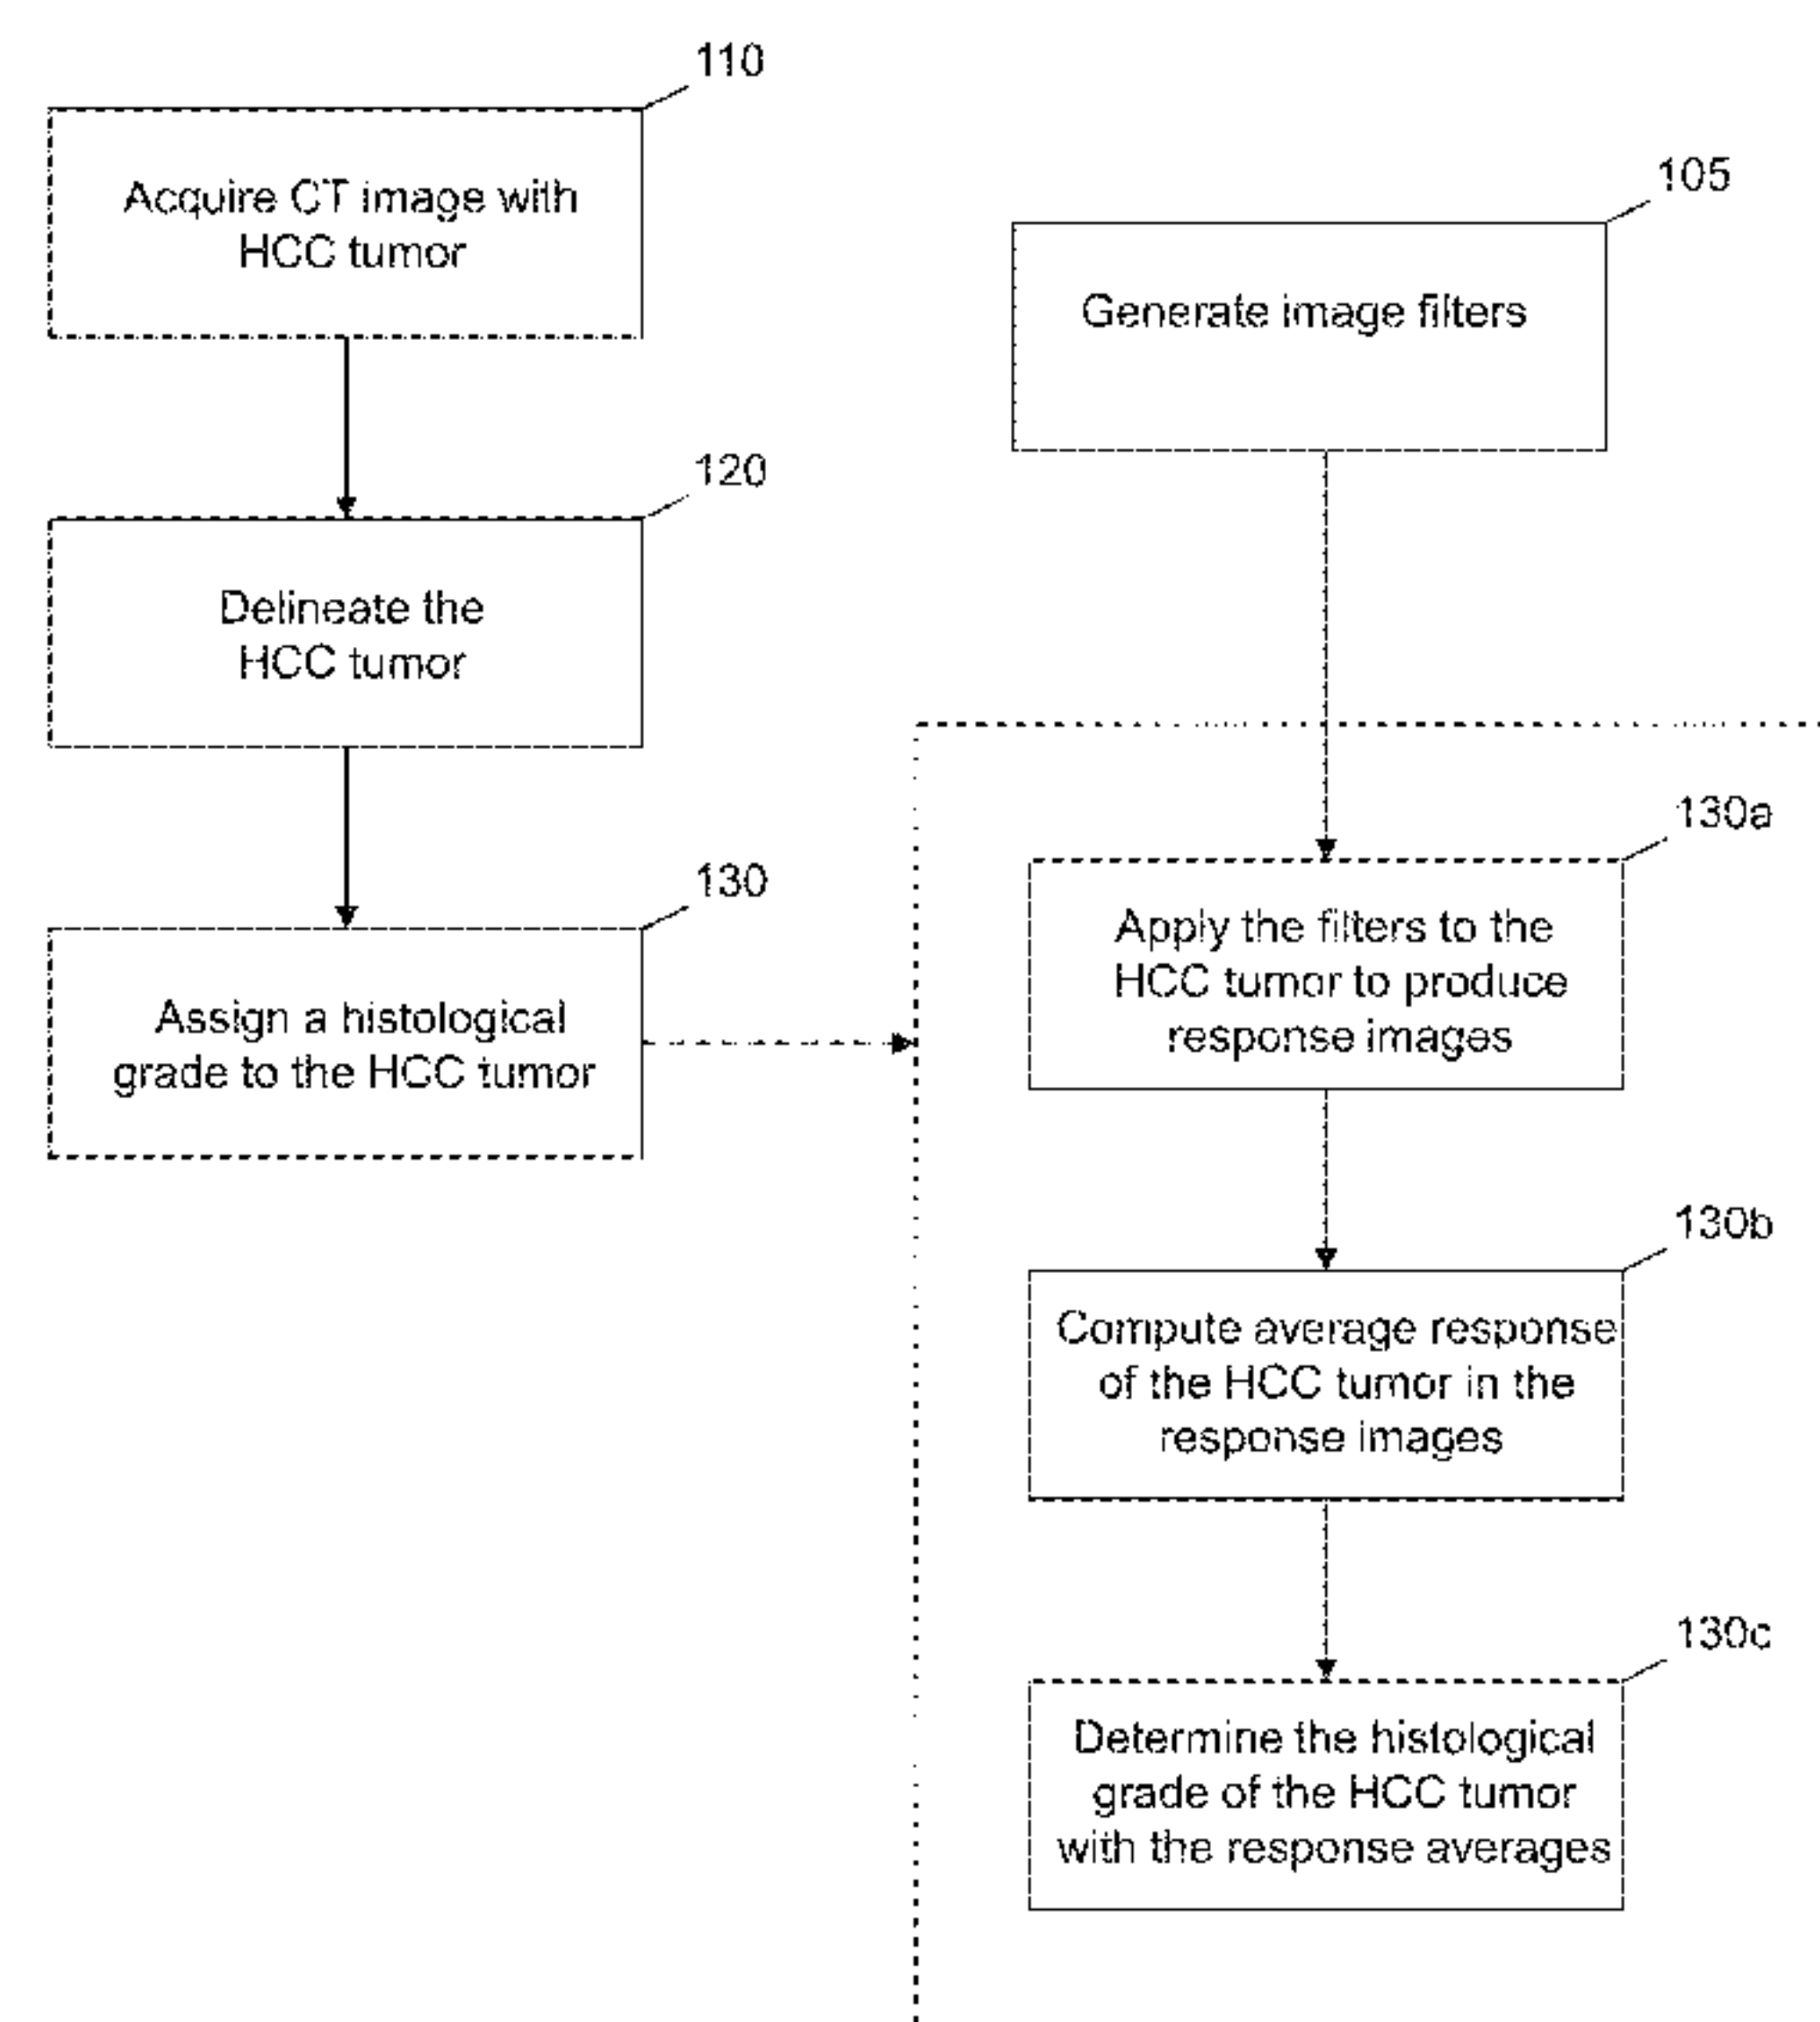 110
Acquire CT image with
HCC tumor
105
Generate image filters
120
Delineate the
HCC tumor
130
Assign a histological
grade to the HCC tumor
130a
Apply the filters to the
HCC tumor to produce
response images
130b
Compute average response
of the HCC tumor in the
response images
130c
Determine the histological
grade of the HCC tumor
with the response averages